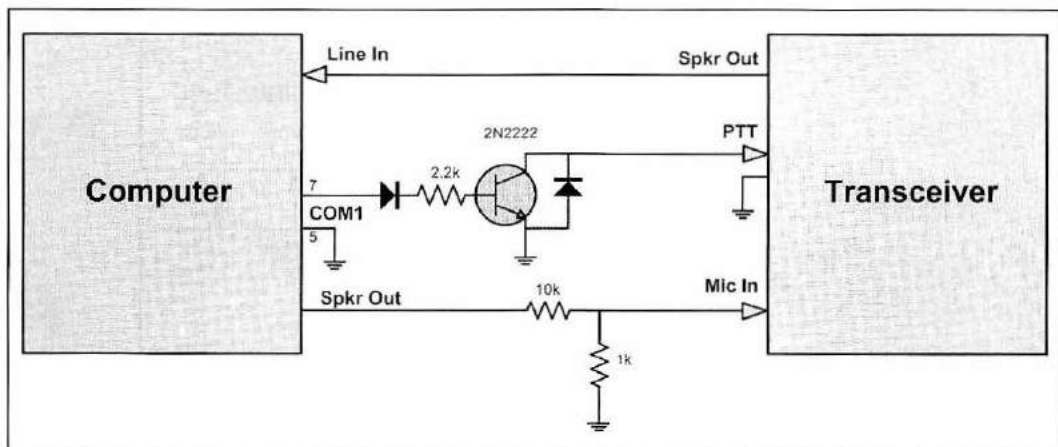 Line In
Spkr Out
2N2222
PTT
2.2k
Computer
Transceiver
7
COM1
5
Spkr Out
10k
Mic In
1k